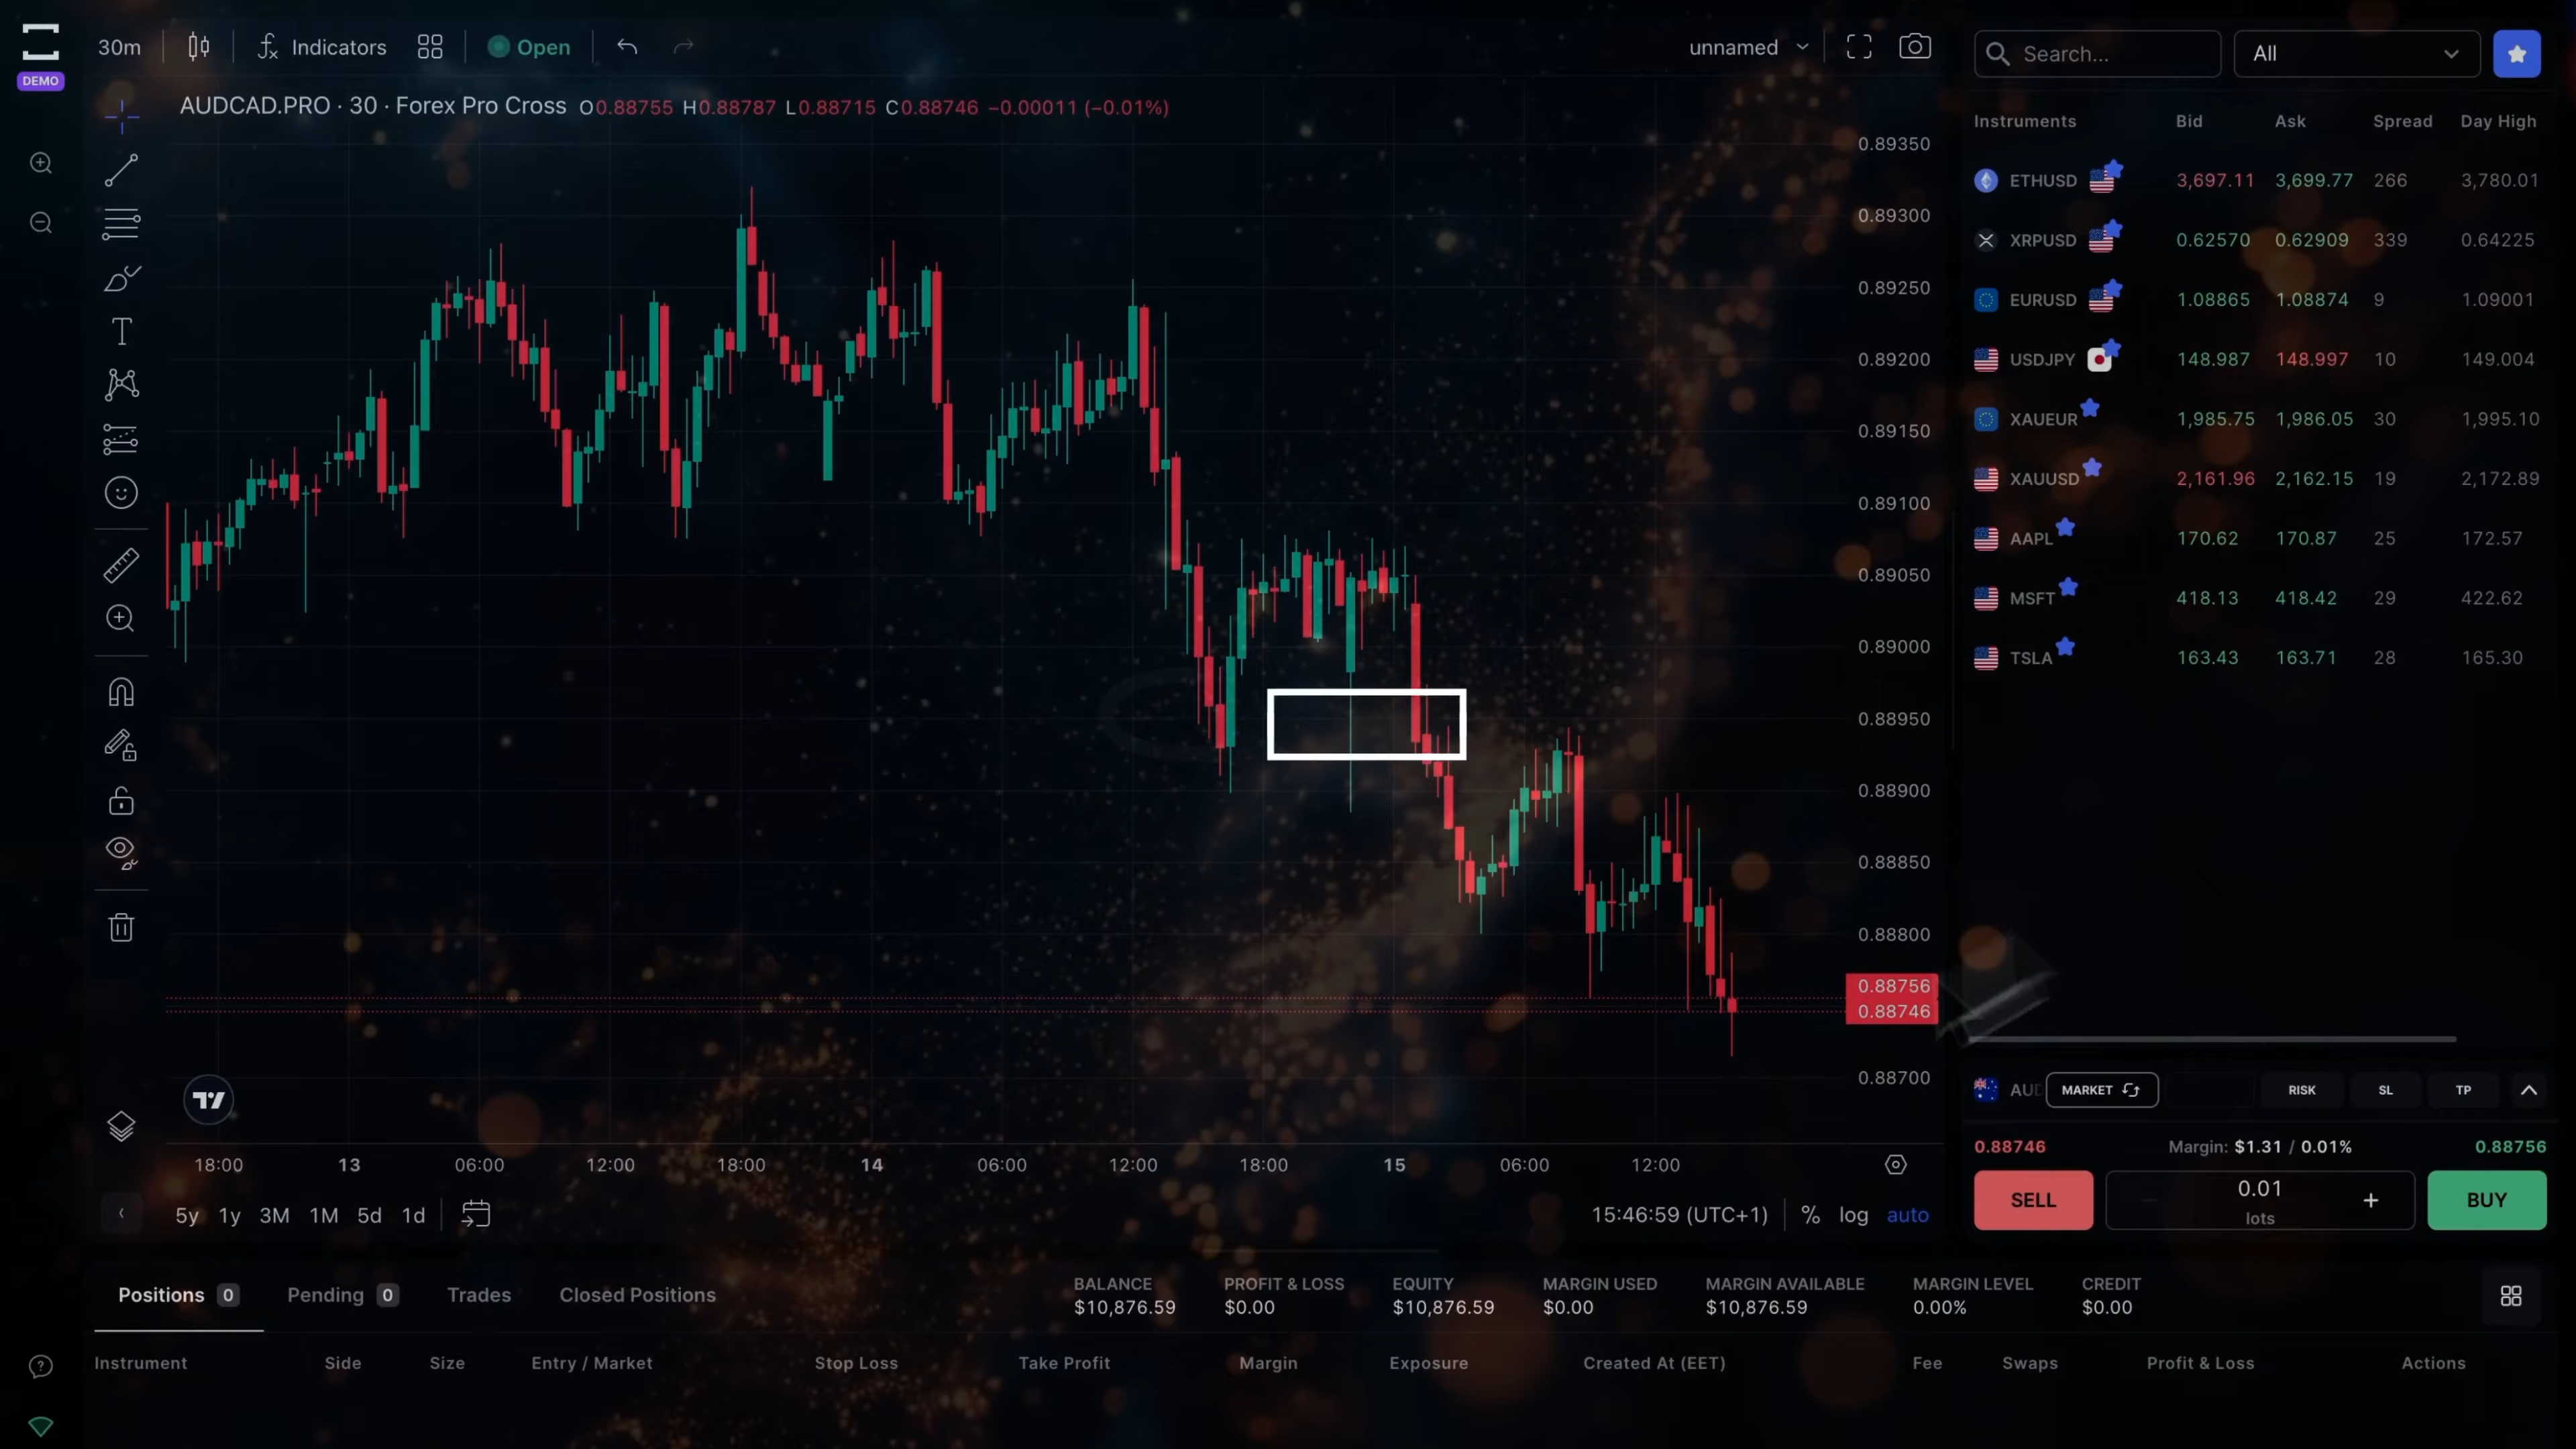 DEMO
30m
Indicators
Open
unnamed
AUDCAD.PRO · 30 · Forex Pro Cross O0.88755 H0.88787 L0.88715 C0.88746 −0.00011 (−0.01%)
0.89350
0.89300
0.89250
0.89200
0.89150
0.89100
0.89050
0.89000
0.88950
0.88900
0.88850
0.88800
0.88756
0.88746
0.88700
18:00 13 06:00 12:00 18:00 14 06:00 12:00 18:00 15 06:00 12:00
5y 1y 3M 1M 5d 1d
15:46:59 (UTC+1) % log auto
Search...
All
Instruments Bid Ask Spread Day High
ETHUSD 3,697.11 3,699.77 266 3,780.01
XRPUSD 0.62570 0.62909 339 0.64225
EURUSD 1.08865 1.08874 9 1.09001
USDJPY 148.987 148.997 10 149.004
XAUEUR 1,985.75 1,986.05 30 1,995.10
XAUUSD 2,161.96 2,162.15 19 2,172.89
AAPL 170.62 170.87 25 172.57
MSFT 418.13 418.42 29 422.62
TSLA 163.43 163.71 28 165.30
AUD MARKET RISK SL TP
0.88746 Margin: $1.31 / 0.01% 0.88756
SELL 0.01 + BUY
lots
Positions 0 Pending 0 Trades Closed Positions
BALANCE PROFIT & LOSS EQUITY MARGIN USED MARGIN AVAILABLE MARGIN LEVEL CREDIT
$10,876.59 $0.00 $10,876.59 $0.00 $10,876.59 0.00% $0.00
Instrument Side Size Entry / Market Stop Loss Take Profit Margin Exposure Created At (EET) Fee Swaps Profit & Loss Actions